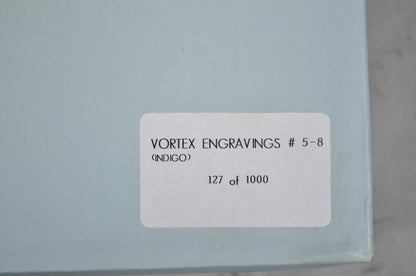 VORTEX ENGRAVINGS # 5-8
(INDIGO)
127 of 1000